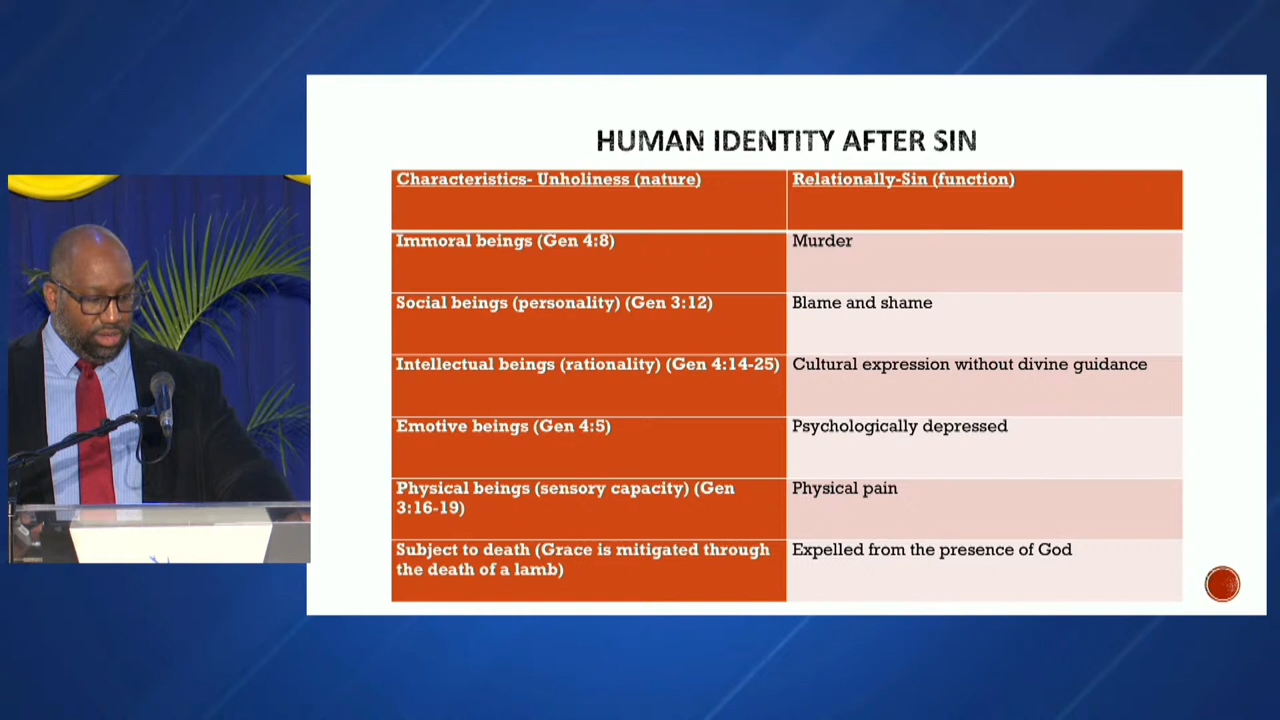 HUMAN IDENTITY AFTER SIN
Characteristics- Unholiness (nature)
Relationally-Sin (function)
Immoral beings (Gen 4:8)
Murder
Social beings (personality) (Gen 3:12)
Blame and shame
Intellectual beings (rationality) (Gen 4:14-25)
Cultural expression without divine guidance
Emotive beings (Gen 4:5)
Psychologically depressed
Physical beings (sensory capacity) (Gen
3:16-19)
Physical pain
Subject to death (Grace is mitigated through
the death of a lamb)
Expelled from the presence of God